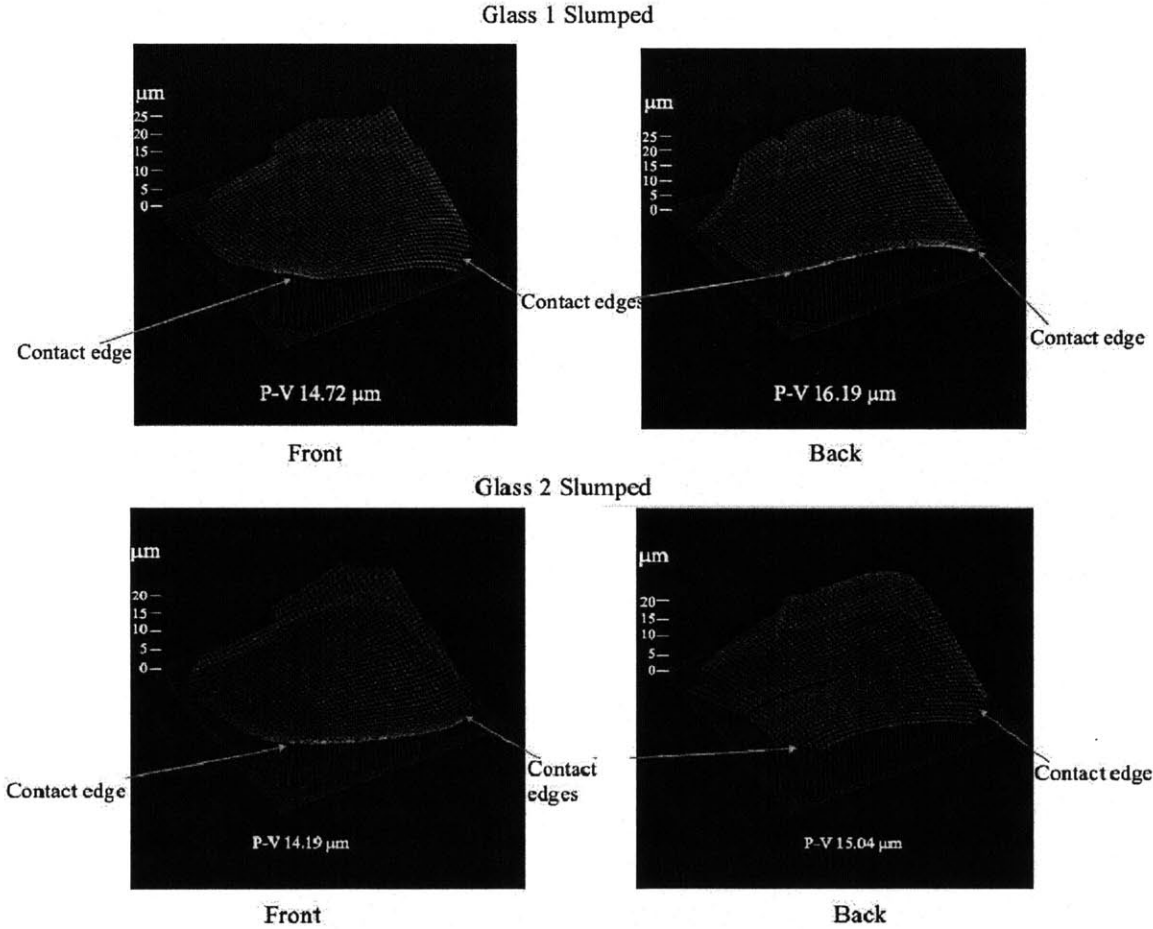 Glass 1 Slumped
μm
25
20
15
10
5
0
μm
25
20
15
10
5
0
Contact edges
Contact edge
Contact edge
P-V 14.72 μm
P-V 16.19 μm
Front
Back
Glass 2 Slumped
μm
20
15
10
5
0
μm
20
15
10
5
0
Contact edge
Contact
edges
Contact edge
P-V 14.19 μm
P-V 15.04 μm
Front
Back